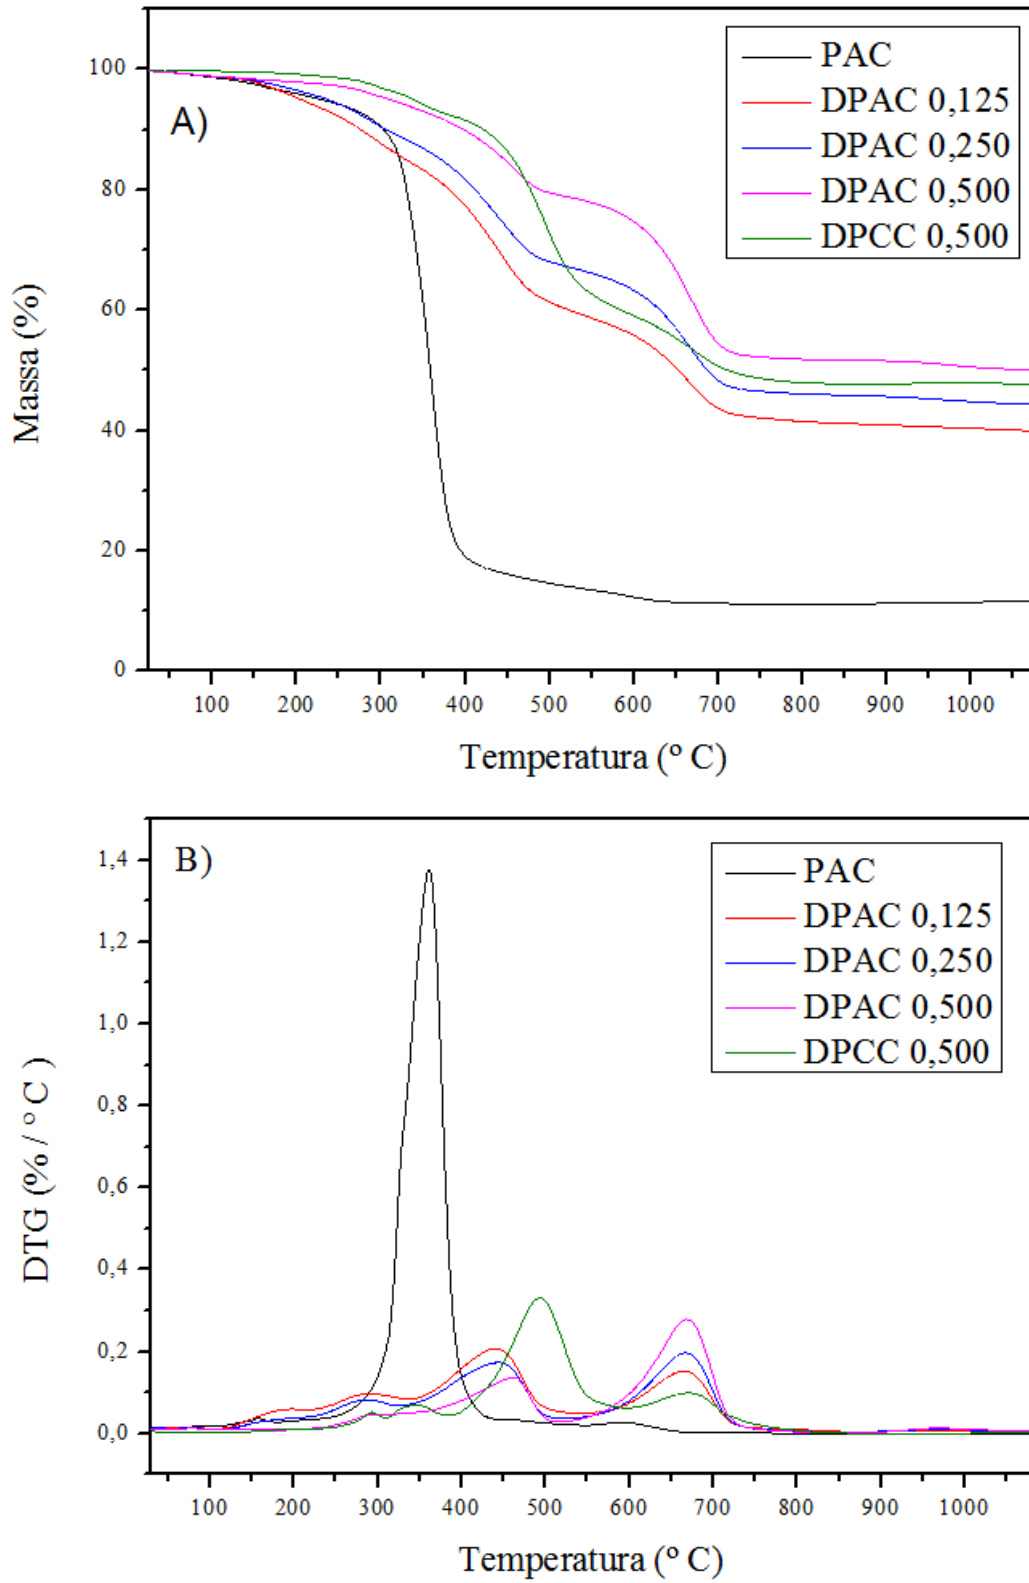 A)
PAC
DPAC 0,125
DPAC 0,250
DPAC 0,500
DPCC 0,500
Massa (%)
100
80
60
40
20
0
100 200 300 400 500 600 700 800 900 1000
Temperatura (º C)
B)
PAC
DPAC 0,125
DPAC 0,250
DPAC 0,500
DPCC 0,500
DTG (% / º C )
1,4
1,2
1,0
0,8
0,6
0,4
0,2
0,0
100 200 300 400 500 600 700 800 900 1000
Temperatura (º C)